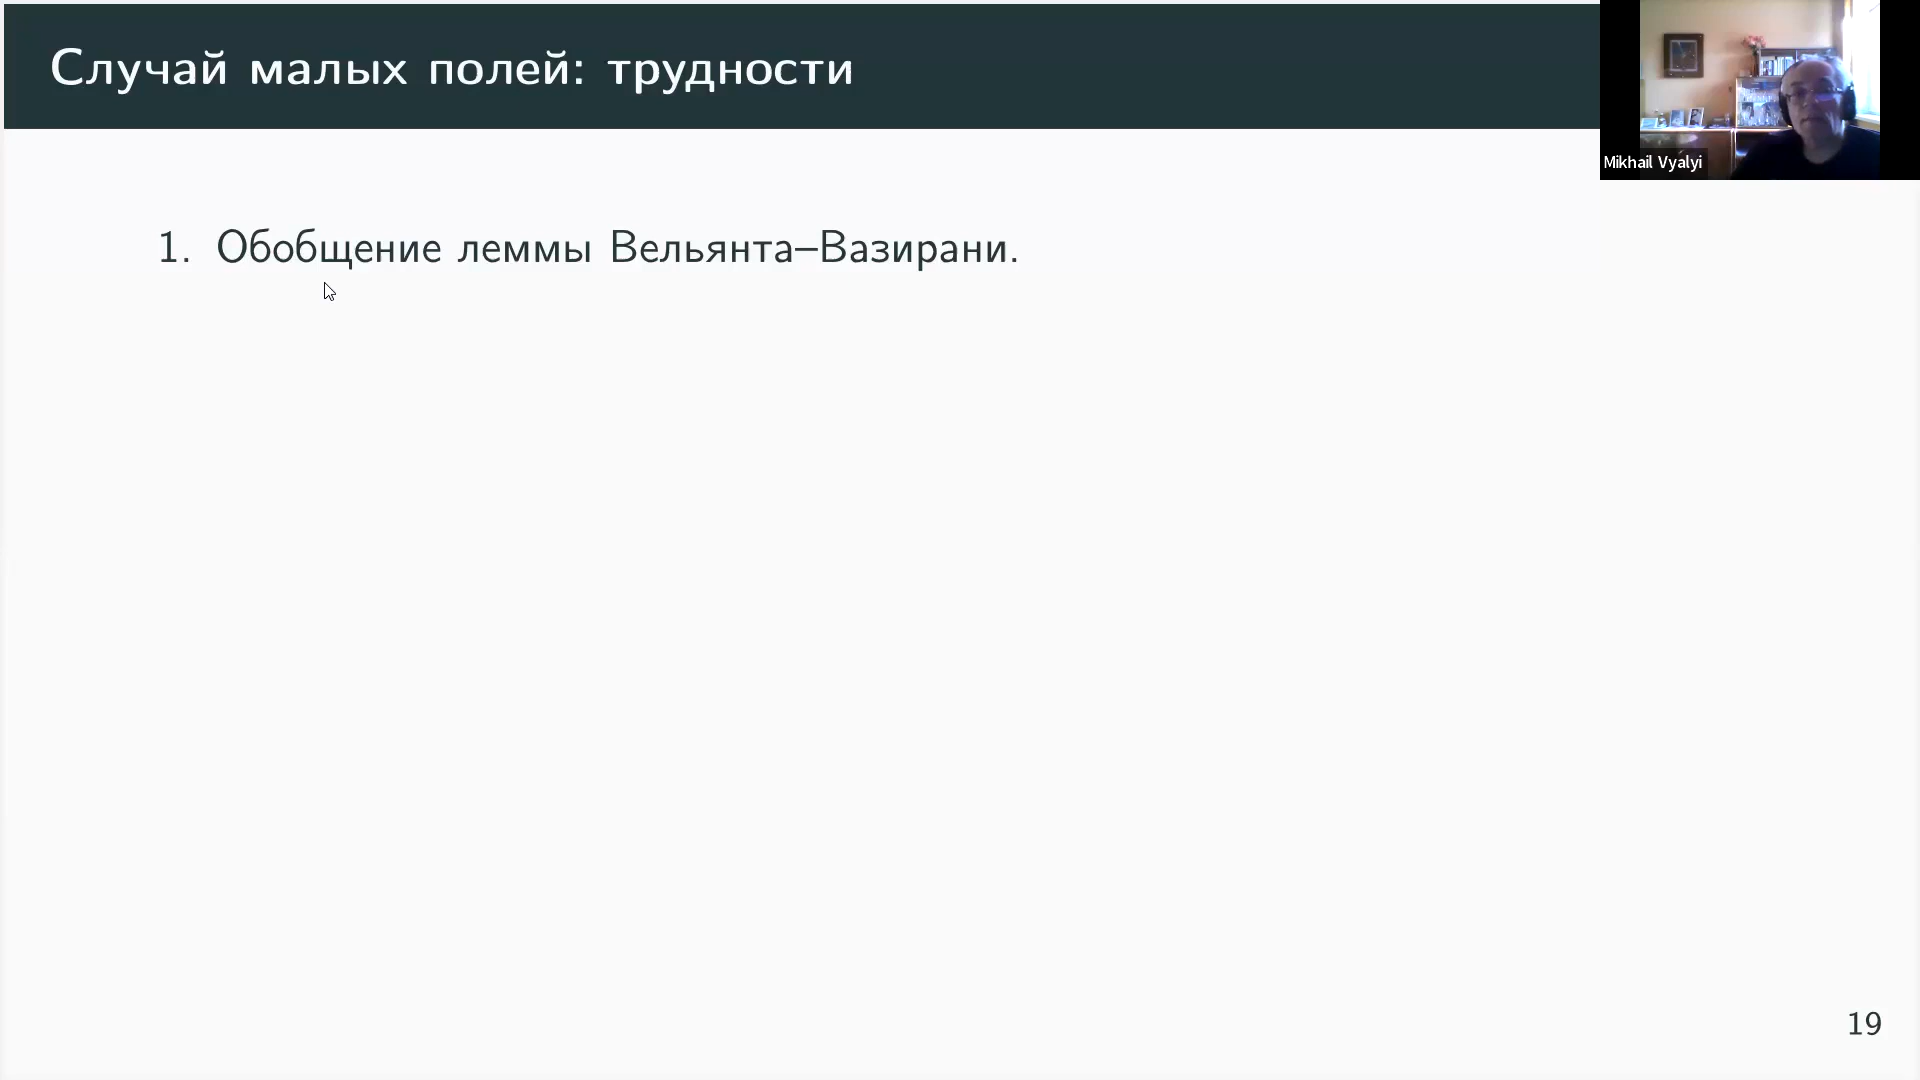 Случай малых полей: трудности
Mikhail Vyalyi
1. Обобщение леммы Вельянта–Вазирани.
19